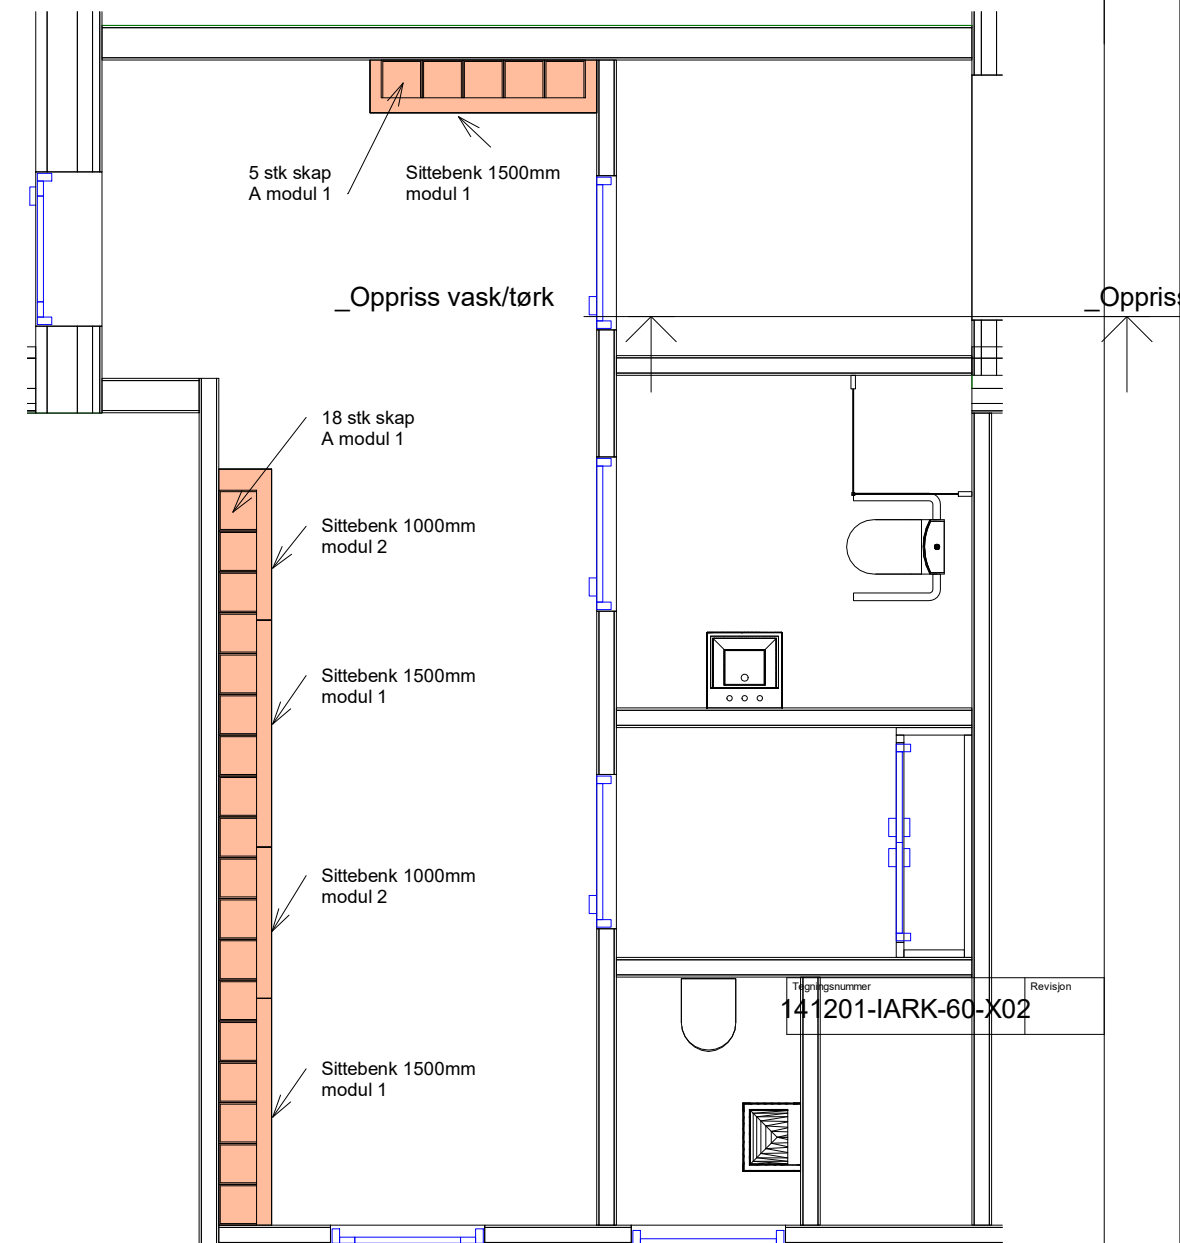 5 stk skap
A modul 1
Sittebenk 1500mm
modul 1
_Oppriss vask/tørk
_Oppriss
18 stk skap
A modul 1
Sittebenk 1000mm
modul 2
Sittebenk 1500mm
modul 1
Sittebenk 1000mm
modul 2
Tegningsnummer
141201-IARK-60-X02
Revisjon
Sittebenk 1500mm
modul 1